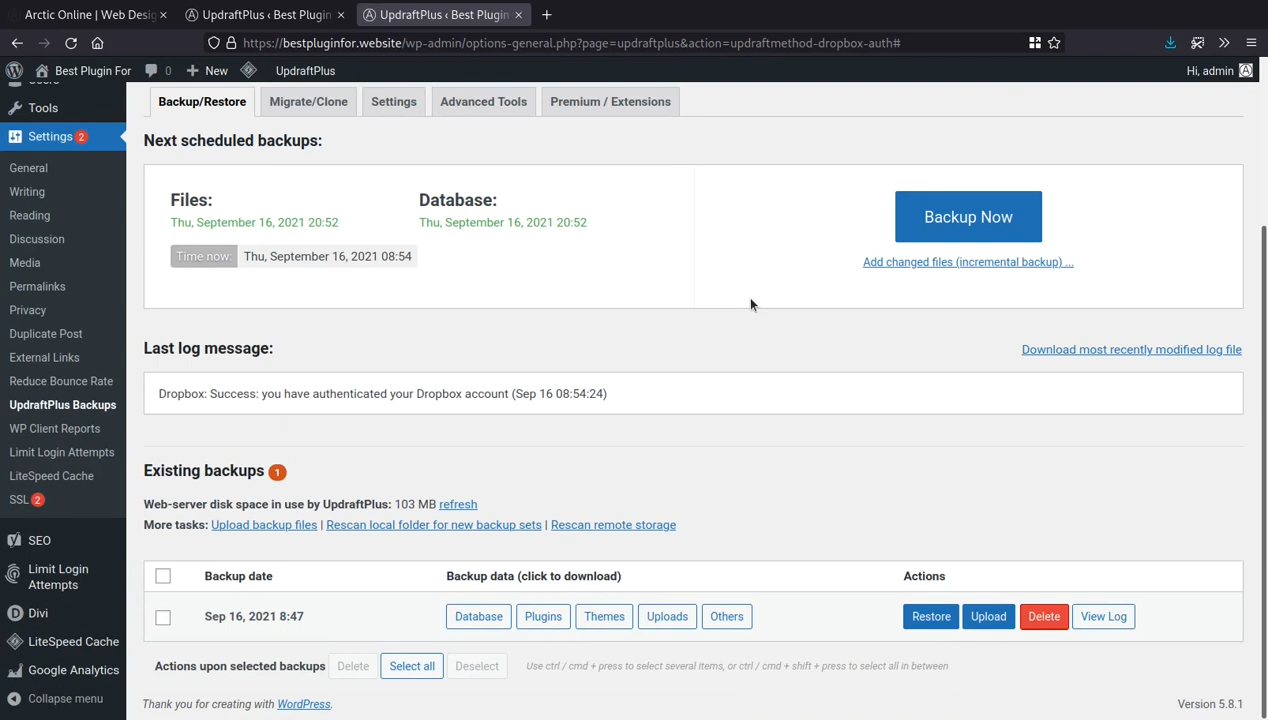 Arctic Online | Web Desig
UpdraftPlus ‹ Best Plugin
UpdraftPlus ‹ Best Plugin
https://bestpluginfor.website/wp-admin/options-general.php?page=updraftplus&action=updraftmethod-dropbox-auth#
Best Plugin For
0
New
UpdraftPlus
Hi, admin
Tools
Settings 2
General
Writing
Reading
Discussion
Media
Permalinks
Privacy
Duplicate Post
External Links
Reduce Bounce Rate
UpdraftPlus Backups
WP Client Reports
Limit Login Attempts
LiteSpeed Cache
SSL 2
SEO
Limit Login
Attempts
Divi
LiteSpeed Cache
Google Analytics
Collapse menu
Backup/Restore
Migrate/Clone
Settings
Advanced Tools
Premium / Extensions
Next scheduled backups:
Files:
Thu, September 16, 2021 20:52
Database:
Thu, September 16, 2021 20:52
Time now: Thu, September 16, 2021 08:54
Backup Now
Add changed files (incremental backup) ...
Last log message:
Download most recently modified log file
Dropbox: Success: you have authenticated your Dropbox account (Sep 16 08:54:24)
Existing backups 1
Web-server disk space in use by UpdraftPlus: 103 MB refresh
More tasks: Upload backup files | Rescan local folder for new backup sets | Rescan remote storage
Backup date
Backup data (click to download)
Actions
Sep 16, 2021 8:47
Database
Plugins
Themes
Uploads
Others
Restore
Upload
Delete
View Log
Actions upon selected backups
Delete
Select all
Deselect
Use ctrl / cmd + press to select several items, or ctrl / cmd + shift + press to select all in between
Thank you for creating with WordPress.
Version 5.8.1